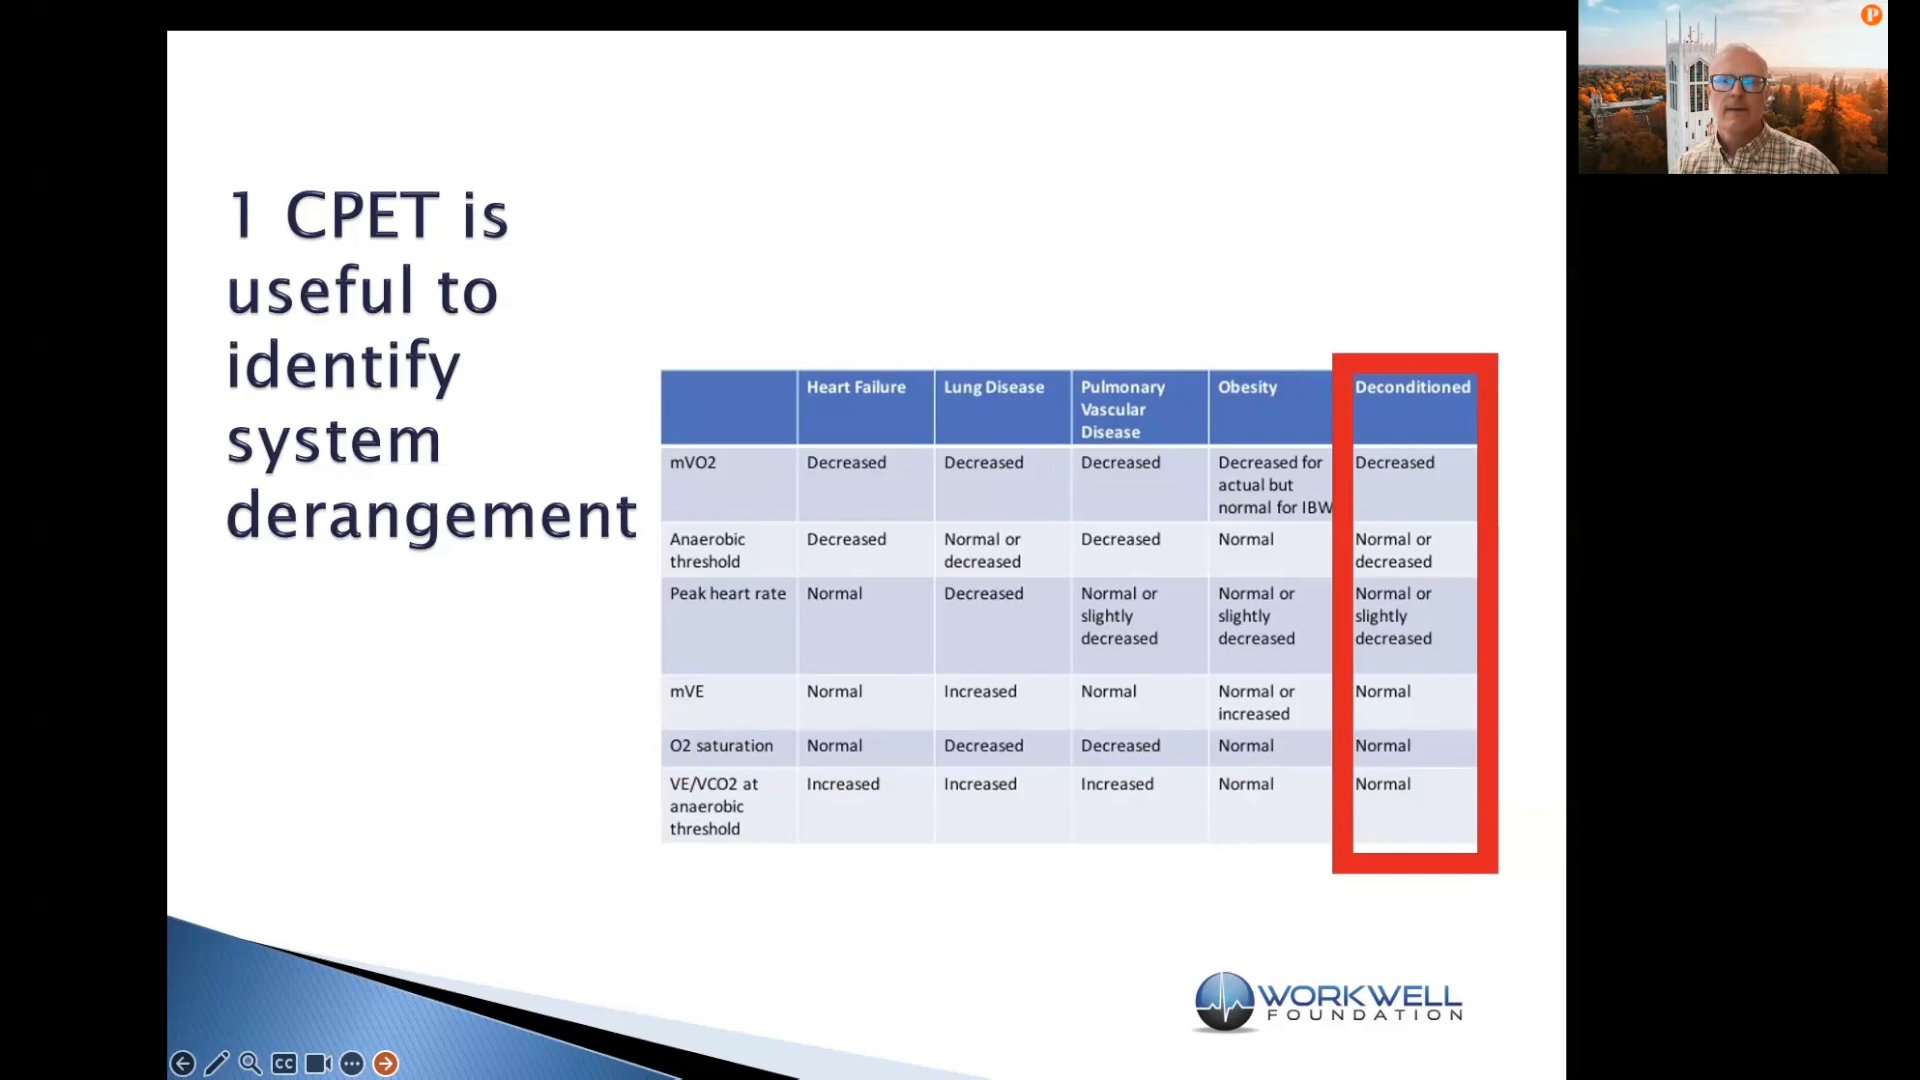 P
1 CPET is
useful to
identify
system
derangement
Heart Failure Lung Disease Pulmonary Vascular Disease Obesity Deconditioned
mVO2 Decreased Decreased Decreased Decreased for actual but normal for IBW Decreased
Anaerobic threshold Decreased Normal or decreased Decreased Normal Normal or decreased
Peak heart rate Normal Decreased Normal or slightly decreased Normal or slightly decreased Normal or slightly decreased
mVE Normal Increased Normal Normal or increased Normal
O2 saturation Normal Decreased Decreased Normal Normal
VE/VCO2 at anaerobic threshold Increased Increased Increased Normal Normal
WORKWELL
FOUNDATION
CC